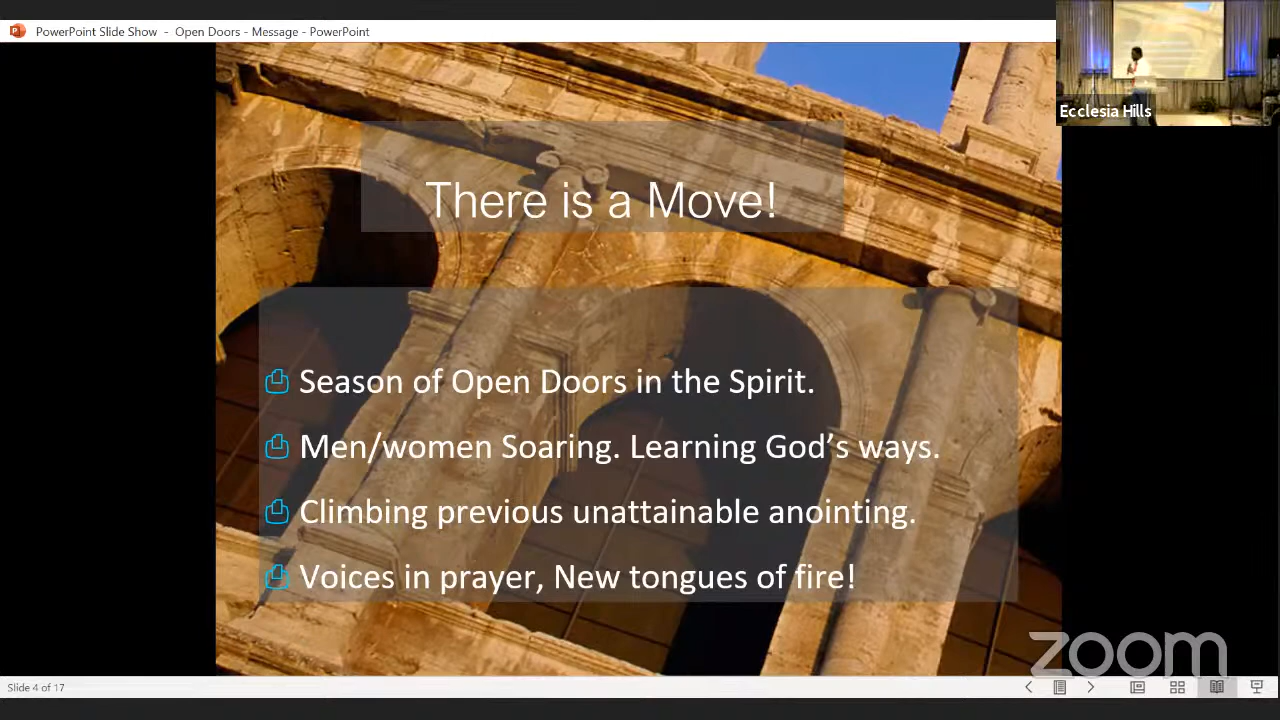 PowerPoint Slide Show - Open Doors - Message - PowerPoint
Ecclesia Hills
There is a Move!
Season of Open Doors in the Spirit.
Men/women Soaring. Learning God’s ways.
Climbing previous unattainable anointing.
Voices in prayer, New tongues of fire!
zoom
Slide 4 of 17